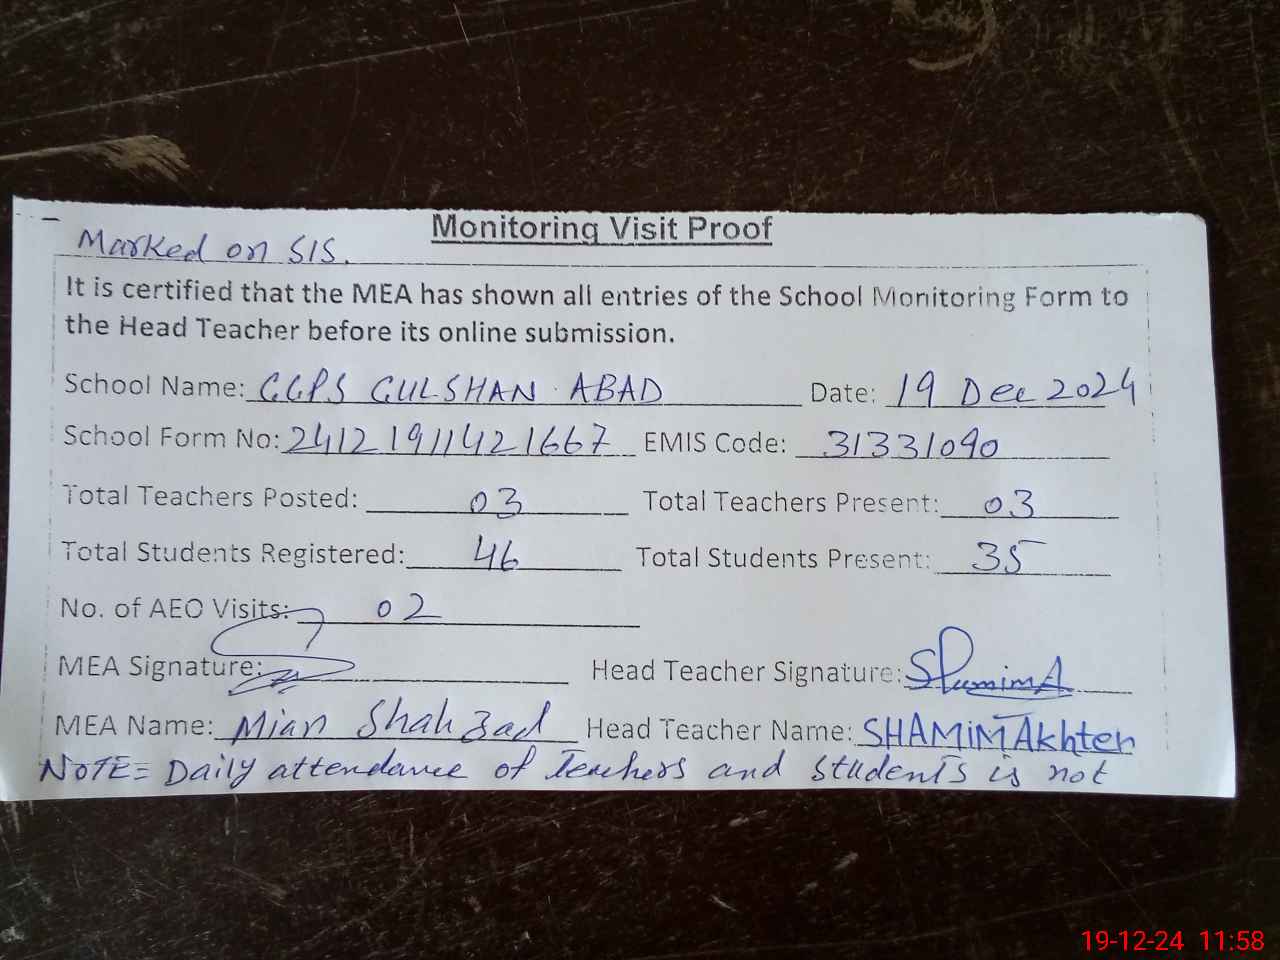 Monitoring Visit Proof
Marked on SIS.
It is certified that the MEA has shown all entries of the School Monitoring Form to
the Head Teacher before its online submission.
School Name: GGPS GULSHAN ABAD Date: 19 Dec 2024
School Form No: 2412191142 1667 EMIS Code: 31331090
Total Teachers Posted: 03 Total Teachers Present: 03
Total Students Registered: 46 Total Students Present: 35
No. of AEO Visits: 02
MEA Signature: Head Teacher Signature: ShamimA
MEA Name: Mian Shahzad Head Teacher Name: SHAMiM Akhter
NOTE= Daily attendance of Teachers and Students is not
19-12-24 11:58